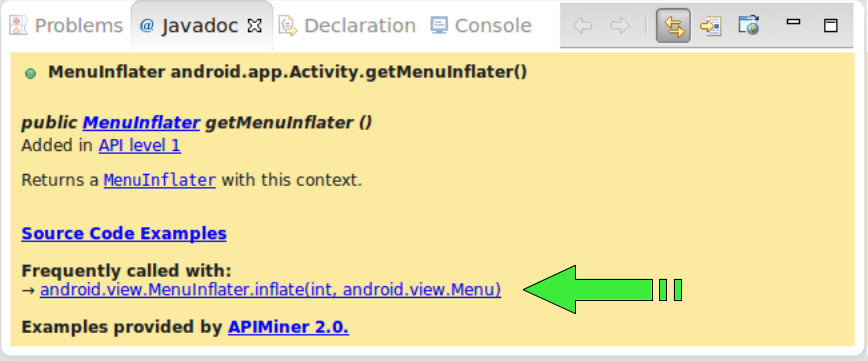 Problems @ Javadoc Declaration Console
MenuInflater android.app.Activity.getMenuInflater()
public MenuInflater getMenuInflater ()
Added in API level 1
Returns a MenuInflater with this context.
Source Code Examples
Frequently called with:
→ android.view.MenuInflater.inflate(int, android.view.Menu)
Examples provided by APIMiner 2.0.